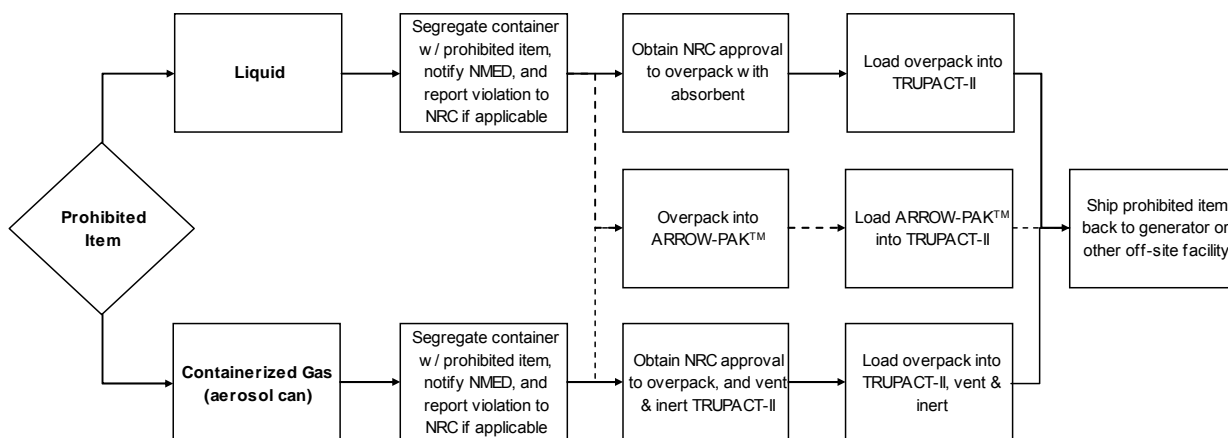 Prohibited
Item
Liquid
Segregate container
w/ prohibited item,
notify NMED, and
report violation to
NRC if applicable
Obtain NRC approval
to overpack with
absorbent
Load overpack into
TRUPACT-II
Overpack into
ARROW-PAK™
Load ARROW-PAK™
into TRUPACT-II
Ship prohibited item
back to generator or
other off-site facility
Containerized Gas
(aerosol can)
Segregate container
w/ prohibited item,
notify NMED, and
report violation to
NRC if applicable
Obtain NRC approval
to overpack, and vent
& inert TRUPACT-II
Load overpack into
TRUPACT-II, vent &
inert